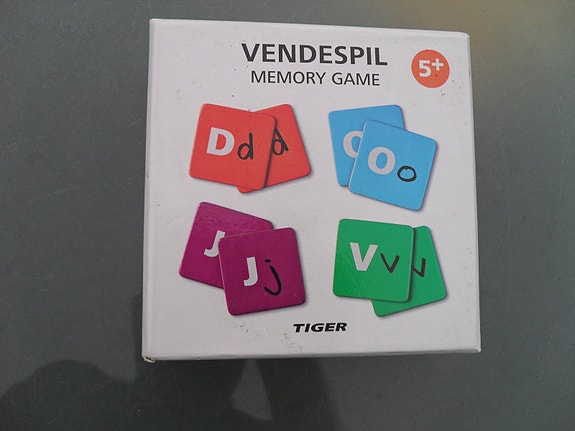 VENDESPIL
MEMORY GAME
5+
Dd d
O Oo
J Jj
Vv v
TIGER